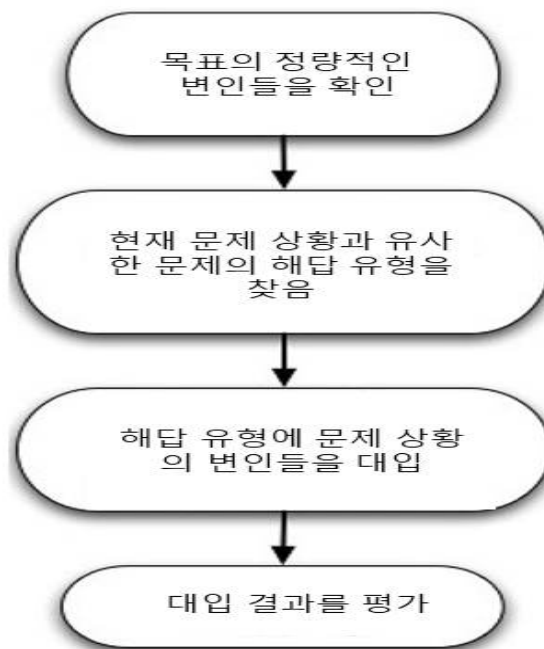 목표의 정량적인
변인들을 확인
현재 문제 상황과 유사
한 문제의 해답 유형을
찾음
해답 유형에 문제 상황
의 변인들을 대입
대입 결과를 평가